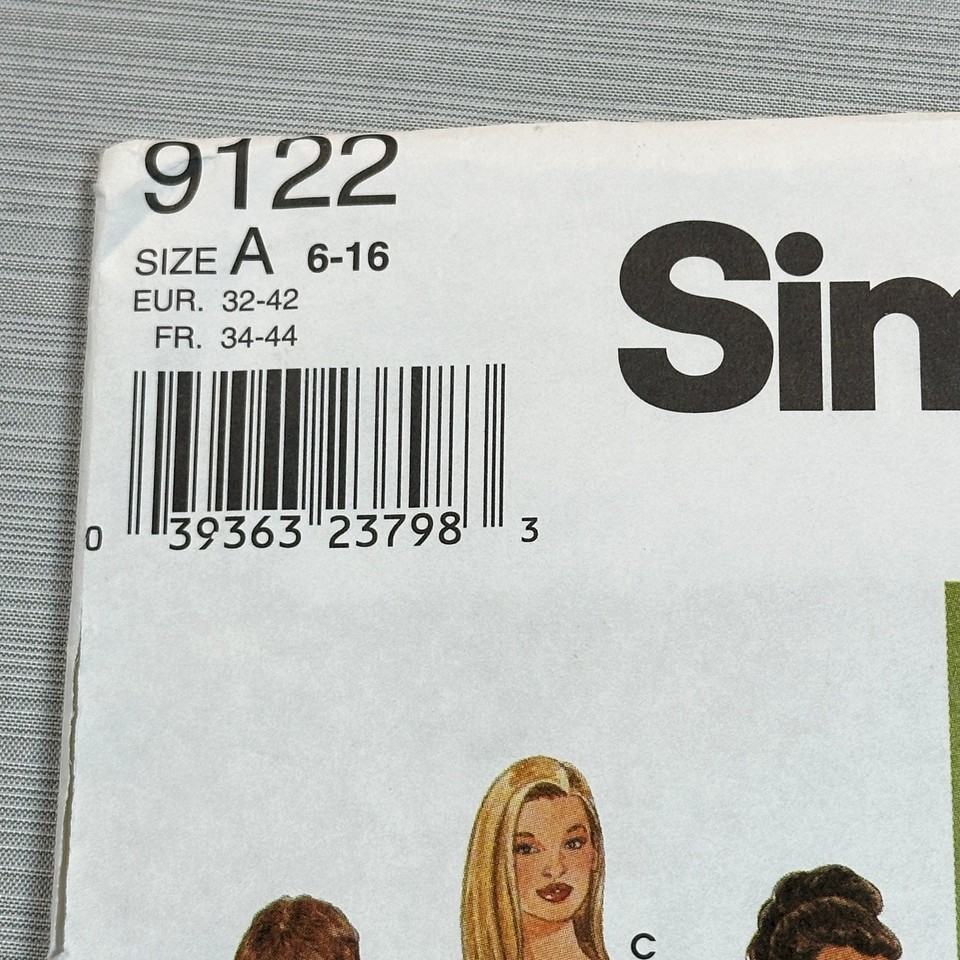 9122
SIZE A 6-16
EUR. 32-42
FR. 34-44
Sim
0 39363 23798 3
C